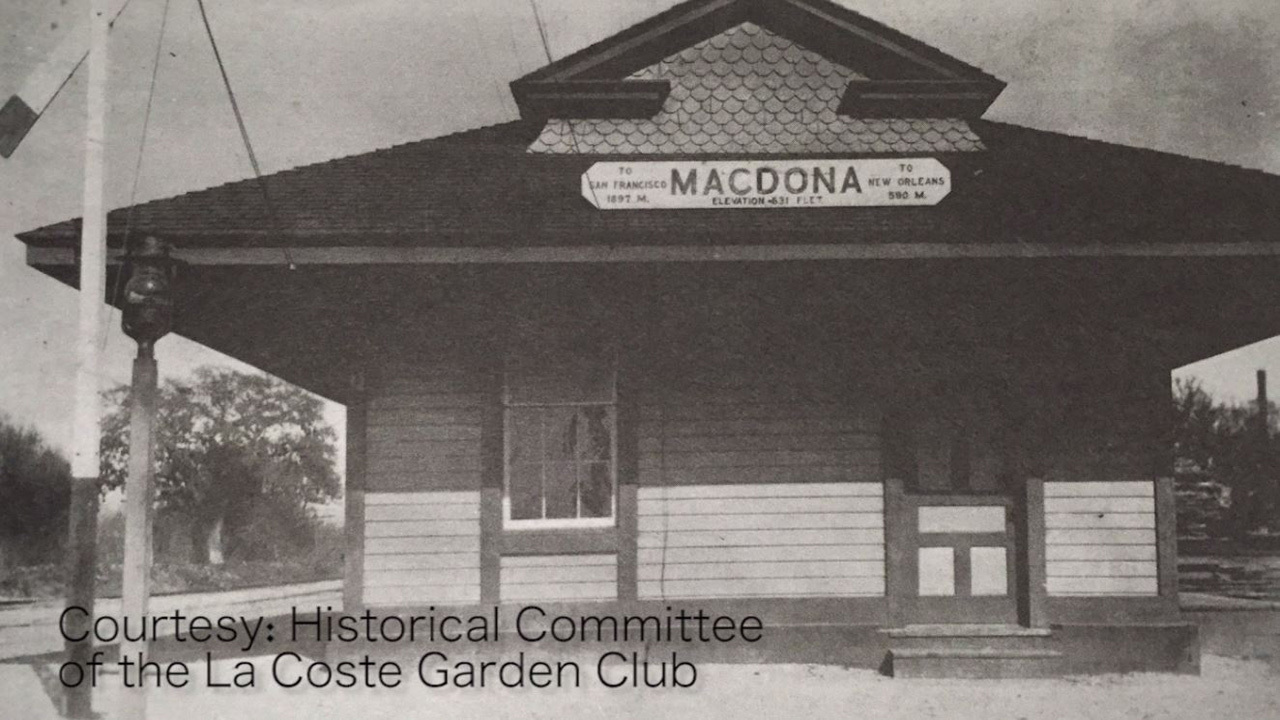 TO
SAN FRANCISCO
1897 M.
MACDONA
ELEVATION -631 FEET
TO
NEW ORLEANS
590 M.
Courtesy: Historical Committee
of the La Coste Garden Club